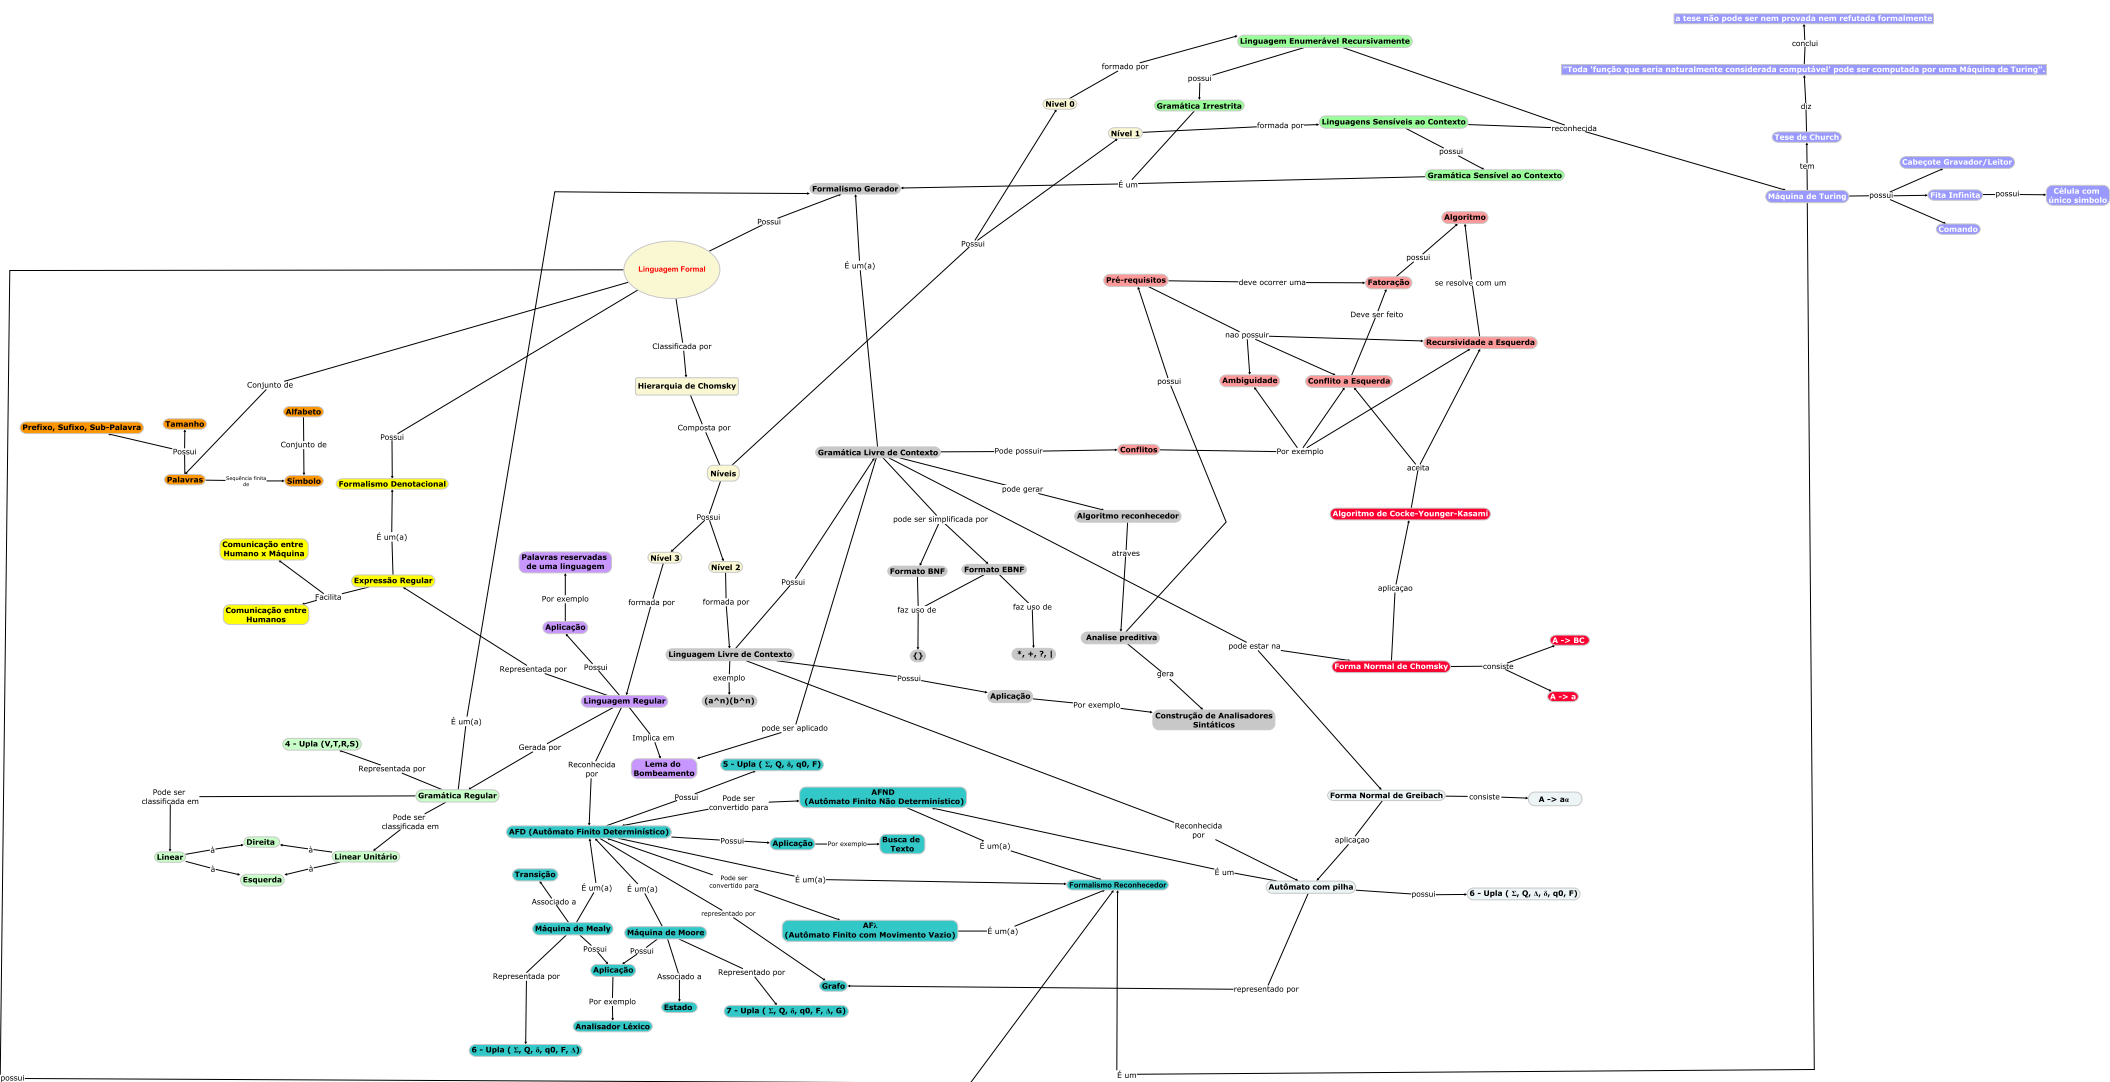 a tese não pode ser nem provada nem refutada formalmente
conclui
Linguagem Enumerável Recursivamente
formado por
"Toda 'função que seria naturalmente considerada computável' pode ser computada por uma Máquina de Turing".
possui
Nivel 0
Gramática Irrestrita
diz
Linguagens Sensíveis ao Contexto
formada por
reconhecida
Nível 1
Tese de Church
possui
Cabeçote Gravador/Leitor
tem
Gramática Sensível ao Contexto
É um
Formalismo Gerador
Máquina de Turing
possui
Fita Infinita
possui
Célula com
único simbolo
Algoritmo
Possui
Comando
Possui
possui
É um(a)
Linguagem Formal
Pré-requisitos
deve ocorrer uma
Fatoração
se resolve com um
Deve ser feito
nao possuir
Recursividade a Esquerda
Classificada por
Ambiguidade
Conflito a Esquerda
possui
Conjunto de
Hierarquia de Chomsky
Alfabeto
Prefixo, Sufixo, Sub-Palavra
Tamanho
Composta por
Possui
Conjunto de
Possui
Gramática Livre de Contexto
Pode possuir
Conflitos
Por exemplo
aceita
Níveis
Palavras
Sequência finita
de
Símbolo
Formalismo Denotacional
pode gerar
Possui
pode ser simplificada por
Algoritmo reconhecedor
Algoritmo de Cocke-Younger-Kasami
É um(a)
Comunicação entre
Humano x Máquina
Palavras reservadas
de uma linguagem
Nível 3
Nível 2
Formato BNF
Formato EBNF
atraves
Expressão Regular
Possui
aplicaçao
Facilita
Por exemplo
formada por
formada por
faz uso de
faz uso de
Comunicação entre
Humanos
Aplicação
Analise preditiva
A -> BC
pode estar na
Linguagem Livre de Contexto
{}
*, +, ?, |
Representada por
Possui
Forma Normal de Chomsky
consiste
exemplo
Possui
gera
Linguagem Regular
(a^n)(b^n)
Aplicação
A -> a
Por exemplo
Construção de Analisadores
Sintáticos
É um(a)
pode ser aplicado
Implica em
4 - Upla (V,T,R,S)
Gerada por
Representada por
Reconhecida
por
Lema do
Bombeamento
5 - Upla ( Σ, Q, δ, q0, F)
Pode ser
classificada em
Gramática Regular
Possui
Pode ser
convertido para
AFND
(Autômato Finito Não Determinístico)
Forma Normal de Greibach
consiste
A -> aα
Pode ser
classificada em
AFD (Autômato Finito Determinístico)
Reconhecida
por
Direita
à
à
Possui
Aplicação
Por exemplo
Busca de
Texto
aplicaçao
É um(a)
Linear
Linear Unitário
à
à
Esquerda
Transição
É um(a)
É um(a)
Pode ser
convertido para
É um(a)
Formalismo Reconhecedor
É um
Autômato com pilha
possui
6 - Upla ( Σ, Q, Δ, δ, q0, F)
Associado a
representado por
Máquina de Mealy
Máquina de Moore
AFλ
(Autômato Finito com Movimento Vazio)
É um(a)
Possui
Possui
Representada por
Aplicação
Associado a
Representado por
Grafo
representado por
Por exemplo
Estado
7 - Upla ( Σ, Q, δ, q0, F, Δ, G)
Analisador Léxico
6 - Upla ( Σ, Q, δ, q0, F, Δ)
possui
É um